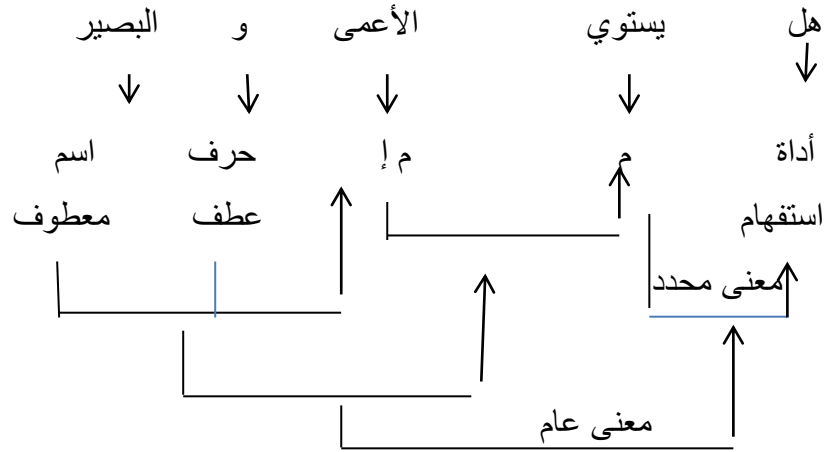 هل يستوي الأعمى و البصير
أداة م م إ حرف اسم
استفهام عطف معطوف
معنى محدد
معنى عام